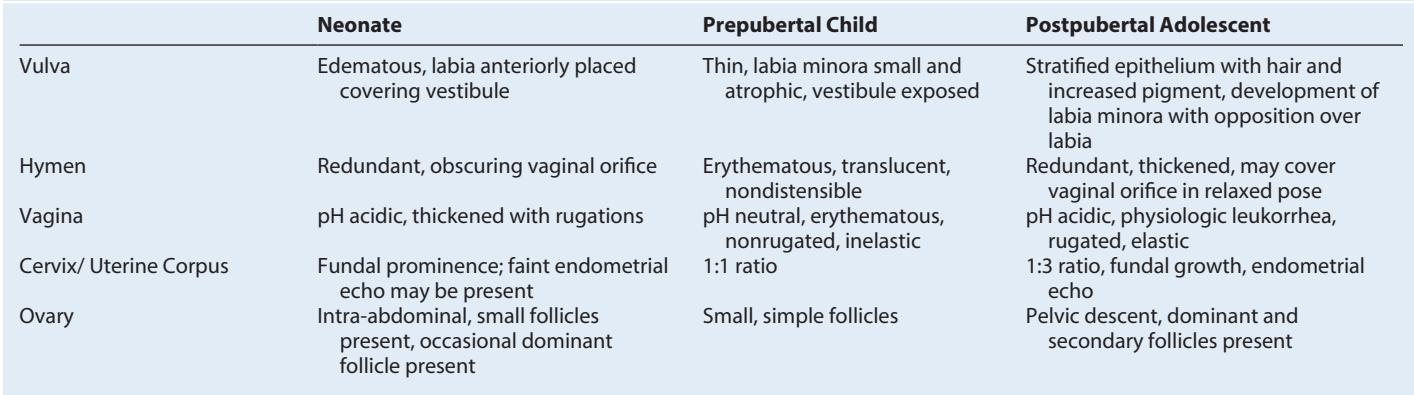 Neonate Prepubertal Child Postpubertal Adolescent
Vulva Edematous, labia anteriorly placed covering vestibule Thin, labia minora small and atrophic, vestibule exposed Stratified epithelium with hair and increased pigment, development of labia minora with opposition over labia
Hymen Redundant, obscuring vaginal orifice Erythematous, translucent, nondistensible Redundant, thickened, may cover vaginal orifice in relaxed pose
Vagina pH acidic, thickened with rugations pH neutral, erythematous, nonrugated, inelastic pH acidic, physiologic leukorrhea, rugated, elastic
Cervix/ Uterine Corpus Fundal prominence; faint endometrial echo may be present 1:1 ratio 1:3 ratio, fundal growth, endometrial echo
Ovary Intra-abdominal, small follicles present, occasional dominant follicle present Small, simple follicles Pelvic descent, dominant and secondary follicles present